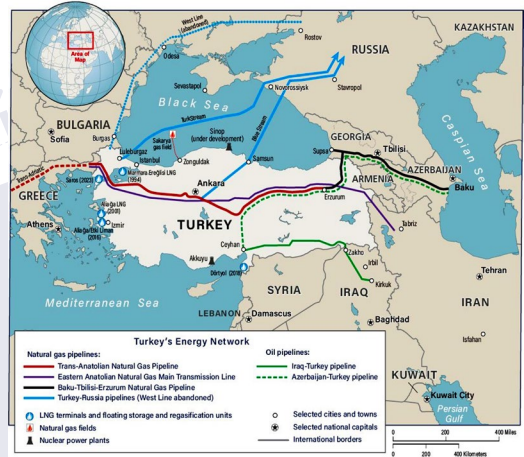 Area of
Map
West Line
(abandoned)
Rostov
KAZAKHSTAN
RUSSIA
Odesa
Sevastopol
Novorossiysk
Stavropol
Black Sea
TurkStream
Blue Stream
Caspian Sea
BULGARIA
Sofia
Burgas
Sakarya
gas field
Sinop
(under development)
GEORGIA
Tbilisi
Supsa
Luleburgaz
Istanbul
Zonguldak
Samsun
Marmara Ereğlisi
(1994)
ARMENIA
AZERBAIJAN
Baku
Trans-Adriatic
Saros (2023)
Ankara
Erzurum
GREECE
Aliağa LNG
(2001)
TURKEY
Tabriz
Athens
Izmir
Aliağa/Etki Liman
(2016)
Ceyhan
Zakho
Akkuyu
Dörtyol (2018)
Irbil
Kirkuk
Tehran
Mediterranean Sea
SYRIA
IRAQ
IRAN
LEBANON
Damascus
Baghdad
Isfahan
KUWAIT
Kuwait City
Persian
Gulf
Turkey's Energy Network
Natural gas pipelines:
Trans-Anatolian Natural Gas Pipeline
Eastern Anatolian Natural Gas Main Transmission Line
Baku-Tbilisi-Erzurum Natural Gas Pipeline
Turkey-Russia pipelines (West Line abandoned)
Oil pipelines:
Iraq-Turkey pipeline
Azerbaijan-Turkey pipeline
LNG terminals and floating storage and regasification units
Natural gas fields
Nuclear power plants
Selected cities and towns
Selected national capitals
International borders
0 200 400 Miles
0 200 400 Kilometers